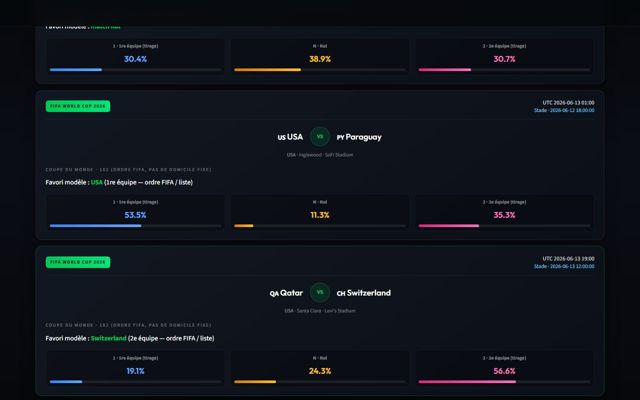 Favori modèle : Match nul
1 · 1re équipe (tirage)
N · Nul
2 · 2e équipe (tirage)
30.4%
38.9%
30.7%
FIFA WORLD CUP 2026
UTC 2026-06-13 01:00
Stade · 2026-06-12 18:00:00
US USA
VS
PY Paraguay
USA · Inglewood · SoFi Stadium
COUPE DU MONDE · 1X2 (ORDRE FIFA, PAS DE DOMICILE FIXE)
Favori modèle : USA (1re équipe — ordre FIFA / liste)
1 · 1re équipe (tirage)
N · Nul
2 · 2e équipe (tirage)
53.5%
11.3%
35.3%
FIFA WORLD CUP 2026
UTC 2026-06-13 19:00
Stade · 2026-06-13 12:00:00
QA Qatar
VS
CH Switzerland
USA · Santa Clara · Levi's Stadium
COUPE DU MONDE · 1X2 (ORDRE FIFA, PAS DE DOMICILE FIXE)
Favori modèle : Switzerland (2e équipe — ordre FIFA / liste)
1 · 1re équipe (tirage)
N · Nul
2 · 2e équipe (tirage)
19.1%
24.3%
56.6%